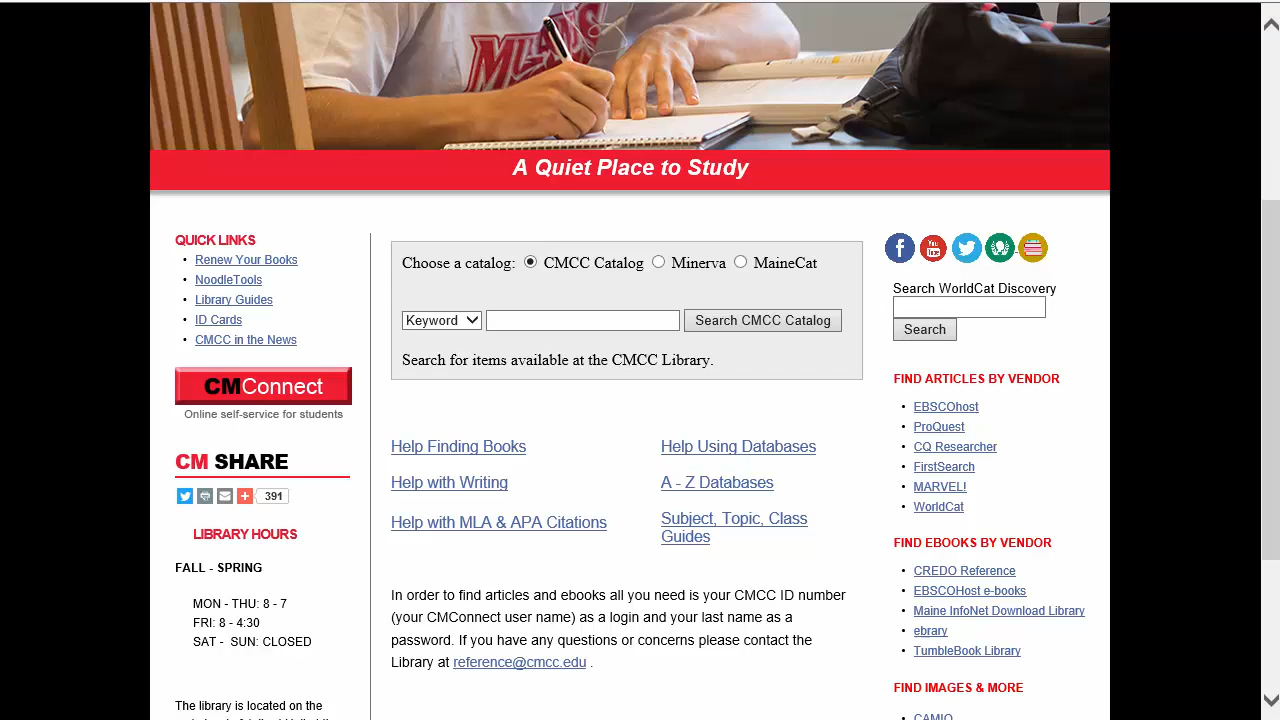 A Quiet Place to Study
QUICK LINKS
• Renew Your Books
• NoodleTools
• Library Guides
• ID Cards
• CMCC in the News
CMConnect
Online self-service for students
CM SHARE
391
LIBRARY HOURS
FALL - SPRING
MON - THU: 8 - 7
FRI: 8 - 4:30
SAT - SUN: CLOSED
The library is located on the
Choose a catalog: CMCC Catalog Minerva MaineCat
Keyword Search CMCC Catalog
Search for items available at the CMCC Library.
Help Finding Books
Help with Writing
Help with MLA & APA Citations
Help Using Databases
A - Z Databases
Subject, Topic, Class
Guides
In order to find articles and ebooks all you need is your CMCC ID number
(your CMConnect user name) as a login and your last name as a
password. If you have any questions or concerns please contact the
Library at reference@cmcc.edu .
You Tube
Search WorldCat Discovery
Search
FIND ARTICLES BY VENDOR
• EBSCOhost
• ProQuest
• CQ Researcher
• FirstSearch
• MARVEL!
• WorldCat
FIND EBOOKS BY VENDOR
• CREDO Reference
• EBSCOHost e-books
• Maine InfoNet Download Library
• ebrary
• TumbleBook Library
FIND IMAGES & MORE
CAMIO